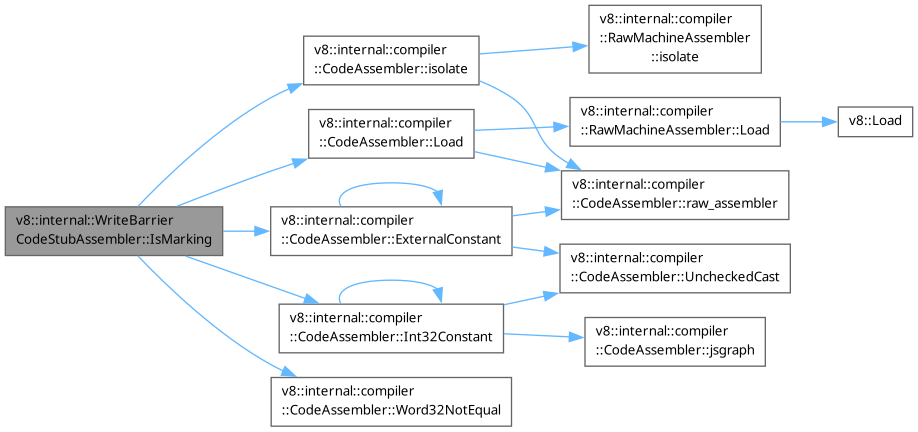 v8::internal::WriteBarrier
CodeStubAssembler::IsMarking
v8::internal::compiler
::CodeAssembler::isolate
v8::internal::compiler
::CodeAssembler::Load
v8::internal::compiler
::CodeAssembler::ExternalConstant
v8::internal::compiler
::CodeAssembler::Int32Constant
v8::internal::compiler
::CodeAssembler::Word32NotEqual
v8::internal::compiler
::RawMachineAssembler
::isolate
v8::internal::compiler
::RawMachineAssembler::Load
v8::internal::compiler
::CodeAssembler::raw_assembler
v8::internal::compiler
::CodeAssembler::UncheckedCast
v8::internal::compiler
::CodeAssembler::jsgraph
v8::Load